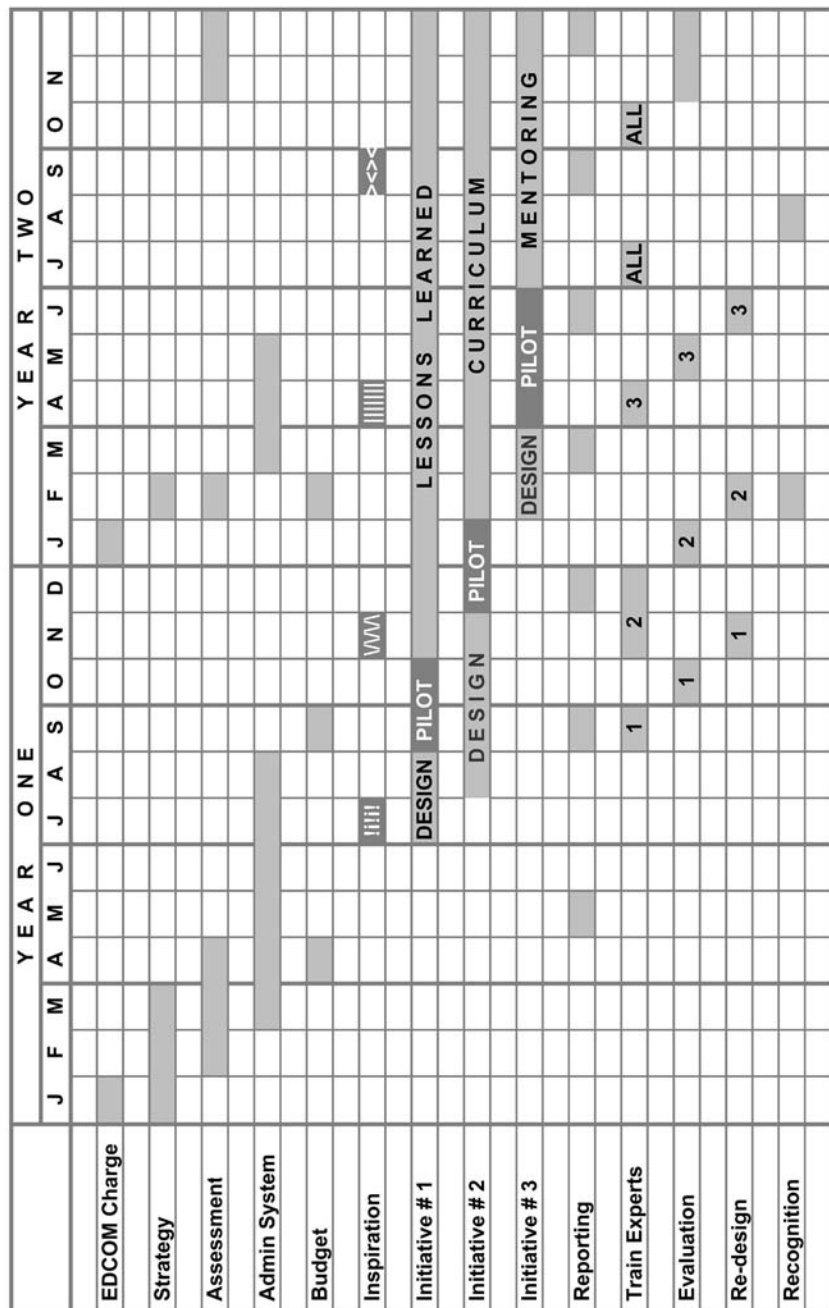 YEAR ONE YEAR TWO
J F M A M J J A S O N D J F M A M J J A S O N
EDCOM Charge
Strategy
Assessment
Admin System
Budget
Inspiration !i!i! \/\/\/\ |||||||| ><><
Initiative # 1 DESIGN PILOT LESSONS LEARNED
Initiative # 2 DESIGN PILOT CURRICULUM
Initiative # 3 DESIGN PILOT MENTORING
Reporting
Train Experts 1 2 3 ALL ALL
Evaluation 1 2 3
Re-design 1 2 3
Recognition